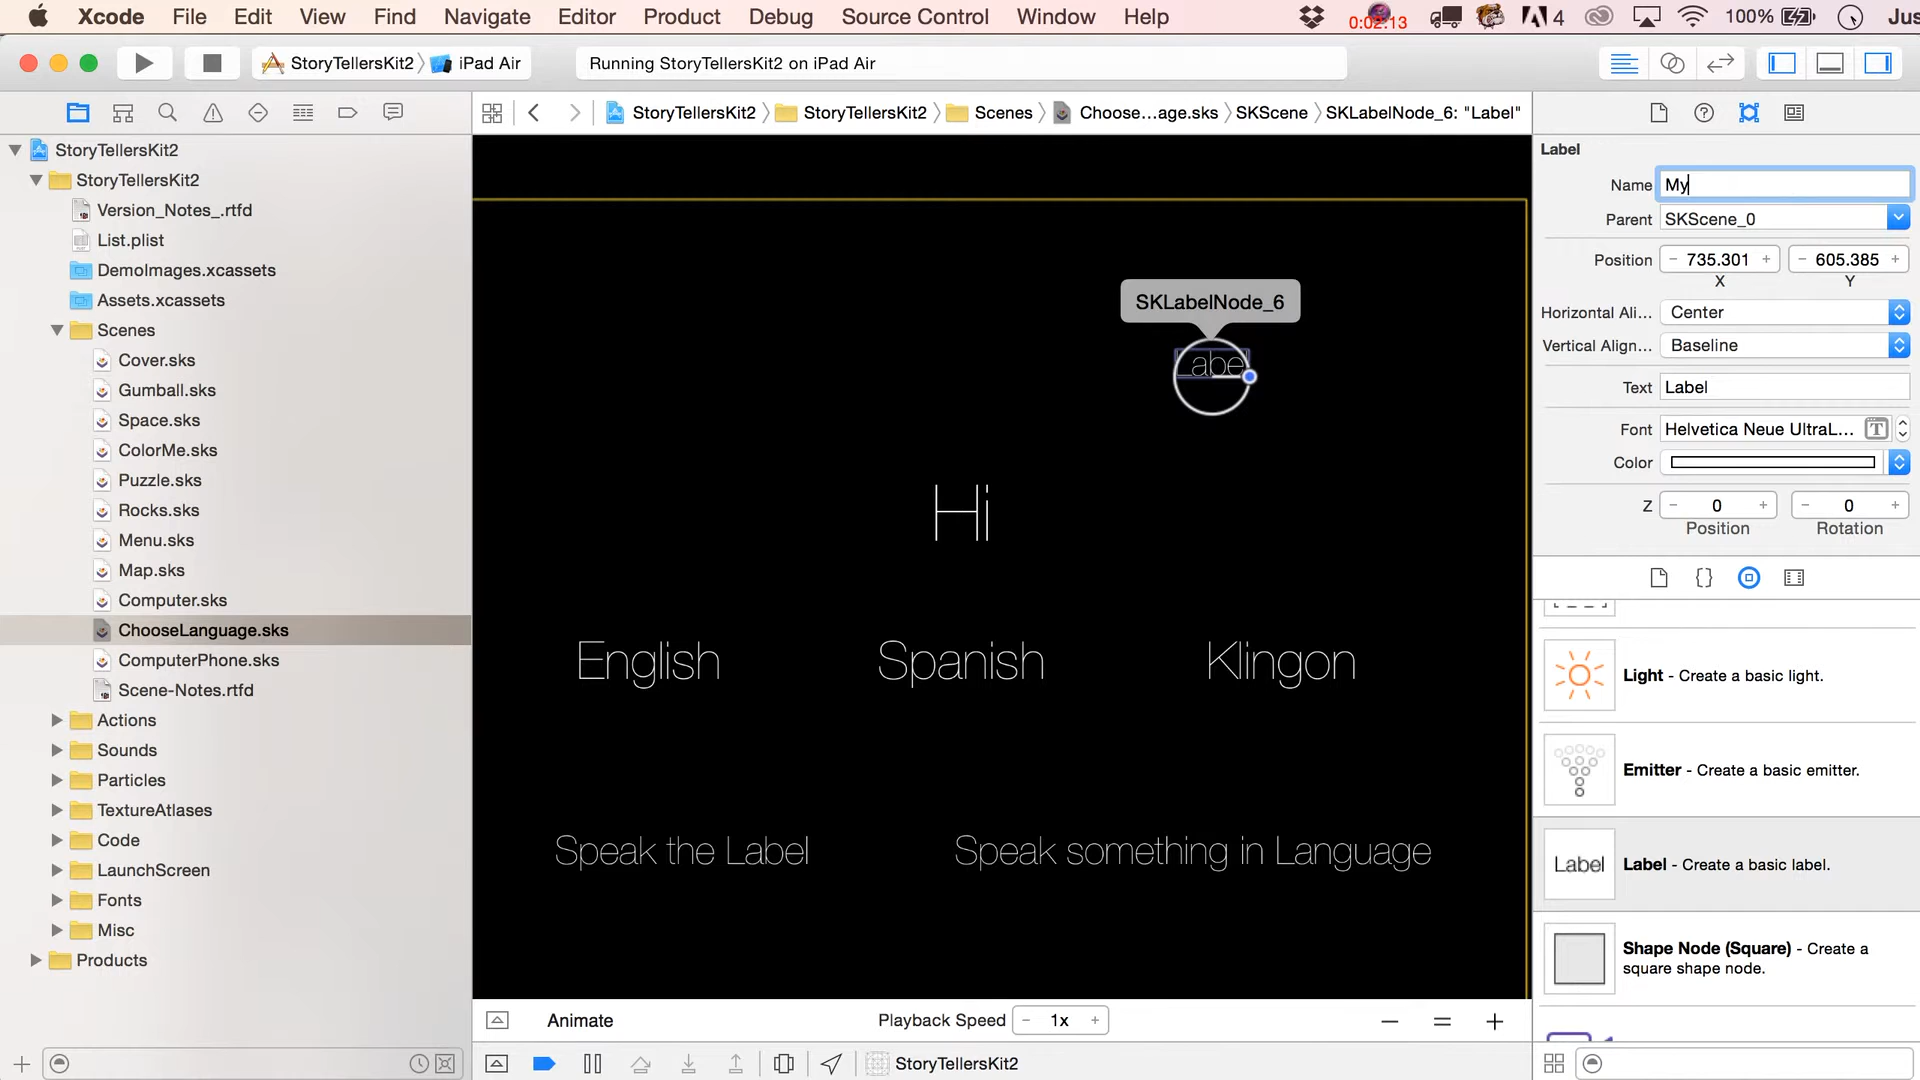 Xcode File Edit View Find Navigate Editor Product Debug Source Control Window Help 0:02:13 4 100% Jus
StoryTellersKit2 iPad Air Running StoryTellersKit2 on iPad Air
StoryTellersKit2 StoryTellersKit2 Scenes Choose...age.sks SKScene SKLabelNode_6: "Label"
StoryTellersKit2
StoryTellersKit2
Version_Notes_.rtfd
List.plist
DemoImages.xcassets
Assets.xcassets
Scenes
Cover.sks
Gumball.sks
Space.sks
ColorMe.sks
Puzzle.sks
Rocks.sks
Menu.sks
Map.sks
Computer.sks
ChooseLanguage.sks
ComputerPhone.sks
Scene-Notes.rtfd
Actions
Sounds
Particles
TextureAtlases
Code
LaunchScreen
Fonts
Misc
Products
SKLabelNode_6
Label
Hi
English Spanish Klingon
Speak the Label Speak something in Language
Animate Playback Speed - 1x +
StoryTellersKit2
Label
Name My
Parent SKScene_0
Position - 735.301 + - 605.385 +
X Y
Horizontal Ali... Center
Vertical Align... Baseline
Text Label
Font Helvetica Neue UltraL... T
Color
Z - 0 + - 0 +
Position Rotation
Light - Create a basic light.
Emitter - Create a basic emitter.
Label Label - Create a basic label.
Shape Node (Square) - Create a
square shape node.